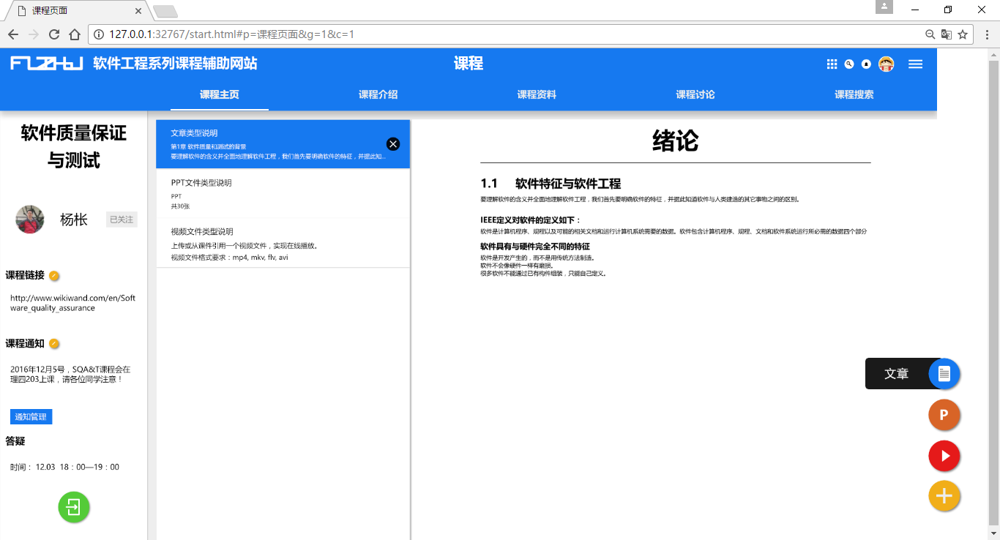 课程页面
127.0.0.1:32767/start.html#p=课程页面&g=1&c=1
软件工程系列课程辅助网站
课程
课程主页
课程介绍
课程资料
课程讨论
课程搜索
软件质量保证
与测试
杨枨
已关注
课程链接
http://www.wikiwand.com/en/Soft
ware_quality_assurance
课程通知
2016年12月5号，SQA&T课程会在
理四203上课，请各位同学注意！
通知管理
答疑
时间： 12.03 18：00—19：00
文章类型说明
第1章 软件质量和测试的背景
要理解软件的含义并全面地理解软件工程，我们首先要明确软件的特征，并据此知...
PPT文件类型说明
PPT
共30张
视频文件类型说明
上传或从课件引用一个视频文件，实现在线播放。
视频文件格式要求：mp4, mkv, flv, avi
绪论
1.1 软件特征与软件工程
要理解软件的含义并全面地理解软件工程，我们首先要明确软件的特征，并据此知道软件与人类建造的其它事物之间的区别。
IEEE定义对软件的定义如下：
软件是计算机程序、规程以及可能的相关文档和运行计算机系统需要的数据。软件包含计算机程序、规程、文档和软件系统运行所必需的数据四个部分
软件具有与硬件完全不同的特征
软件是开发产生的，而不是用传统方法制造。
软件不会像硬件一样有磨损。
很多软件不能通过已有构件组装，只能自己定义。
文章
P